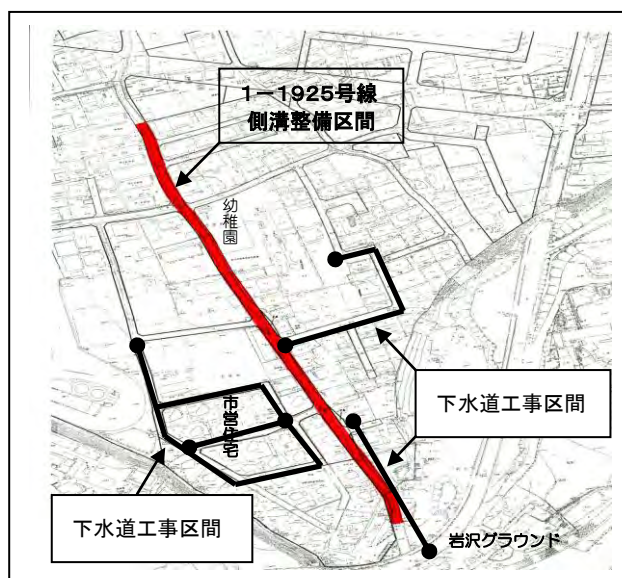 1－1925号線
側溝整備区間
幼稚園
下水道工事区間
市営住宅
下水道工事区間
岩沢グラウンド